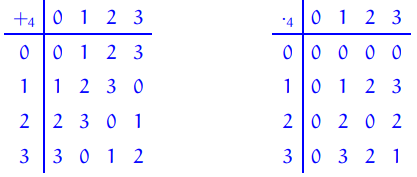 +₄ 0 1 2 3 ·₄ 0 1 2 3
0 0 1 2 3 0 0 0 0 0
1 1 2 3 0 1 0 1 2 3
2 2 3 0 1 2 0 2 0 2
3 3 0 1 2 3 0 3 2 1